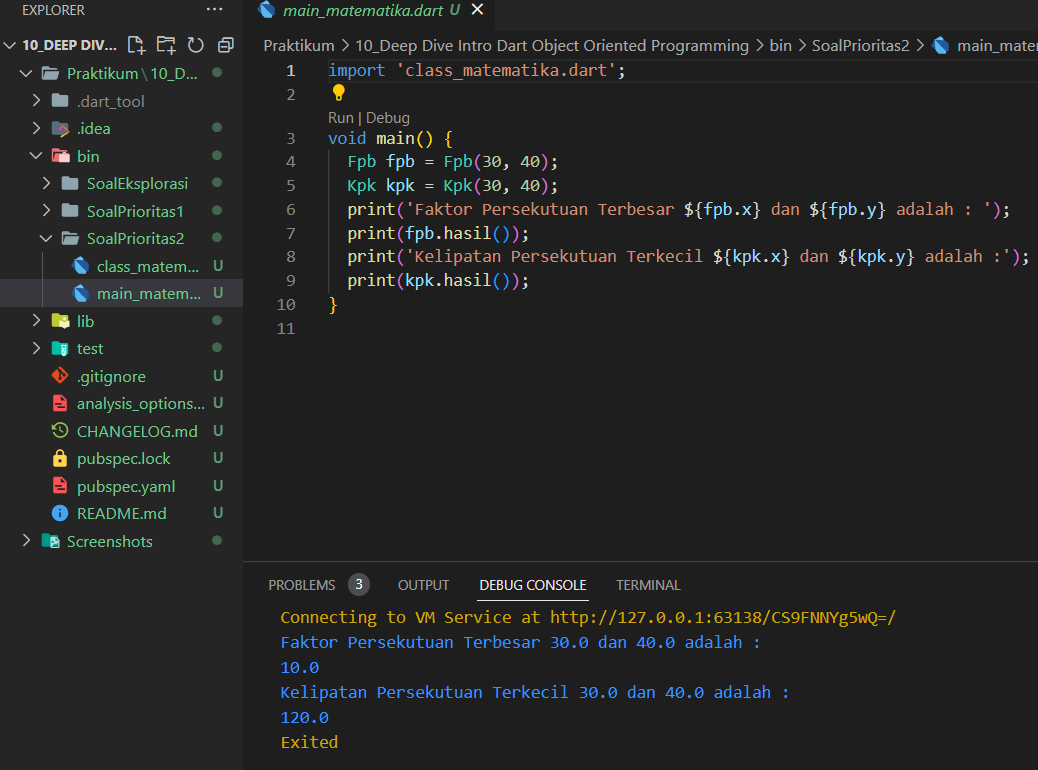 EXPLORER ...
10_DEEP DIV...
Praktikum \ 10_D...
.dart_tool
.idea
bin
SoalEksplorasi
SoalPrioritas1
SoalPrioritas2
class_matem... U
main_matem... U
lib
test
.gitignore U
analysis_options... U
CHANGELOG.md U
pubspec.lock U
pubspec.yaml U
README.md U
Screenshots
main_matematika.dart U
Praktikum > 10_Deep Dive Intro Dart Object Oriented Programming > bin > SoalPrioritas2 > main_matem
1 import 'class_matematika.dart';
2
Run | Debug
3 void main() {
4 Fpb fpb = Fpb(30, 40);
5 Kpk kpk = Kpk(30, 40);
6 print('Faktor Persekutuan Terbesar ${fpb.x} dan ${fpb.y} adalah : ');
7 print(fpb.hasil());
8 print('Kelipatan Persekutuan Terkecil ${kpk.x} dan ${kpk.y} adalah :');
9 print(kpk.hasil());
10 }
11
PROBLEMS 3 OUTPUT DEBUG CONSOLE TERMINAL
Connecting to VM Service at http://127.0.0.1:63138/CS9FNNYg5wQ=/
Faktor Persekutuan Terbesar 30.0 dan 40.0 adalah :
10.0
Kelipatan Persekutuan Terkecil 30.0 dan 40.0 adalah :
120.0
Exited